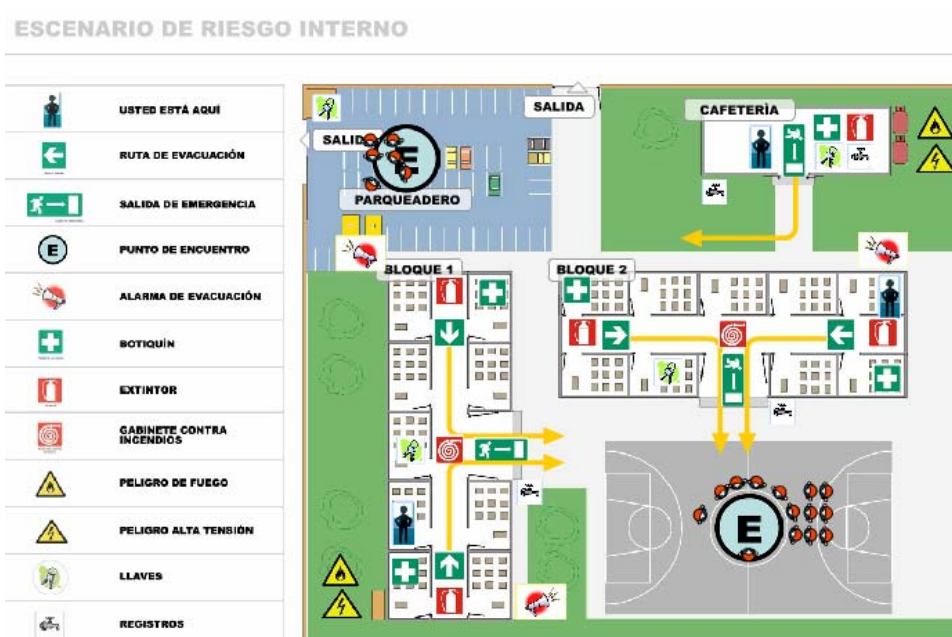 ESCENARIO DE RIESGO INTERNO
USTED ESTÀ AQUÍ
RUTA DE EVACUACIÓN
SALIDA DE EMERGENCIA
PUNTO DE ENCUENTRO
ALARMA DE EVACUACIÓN
BOTIQUÍN
EXTINTOR
GABINETE CONTRA
INCENDIOS
PELIGRO DE FUEGO
PELIGRO ALTA TENSIÓN
LLAVES
REGISTROS
E
SALIDA
CAFETERÌA
SALID
E
PARQUEADERO
BLOQUE 1
BLOQUE 2
E